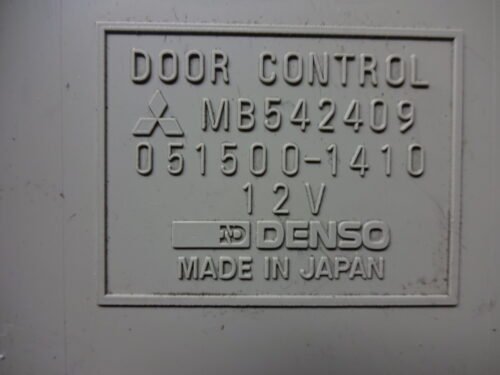 DOOR CONTROL
MB542409
051500-1410
12V
ND DENSO
MADE IN JAPAN